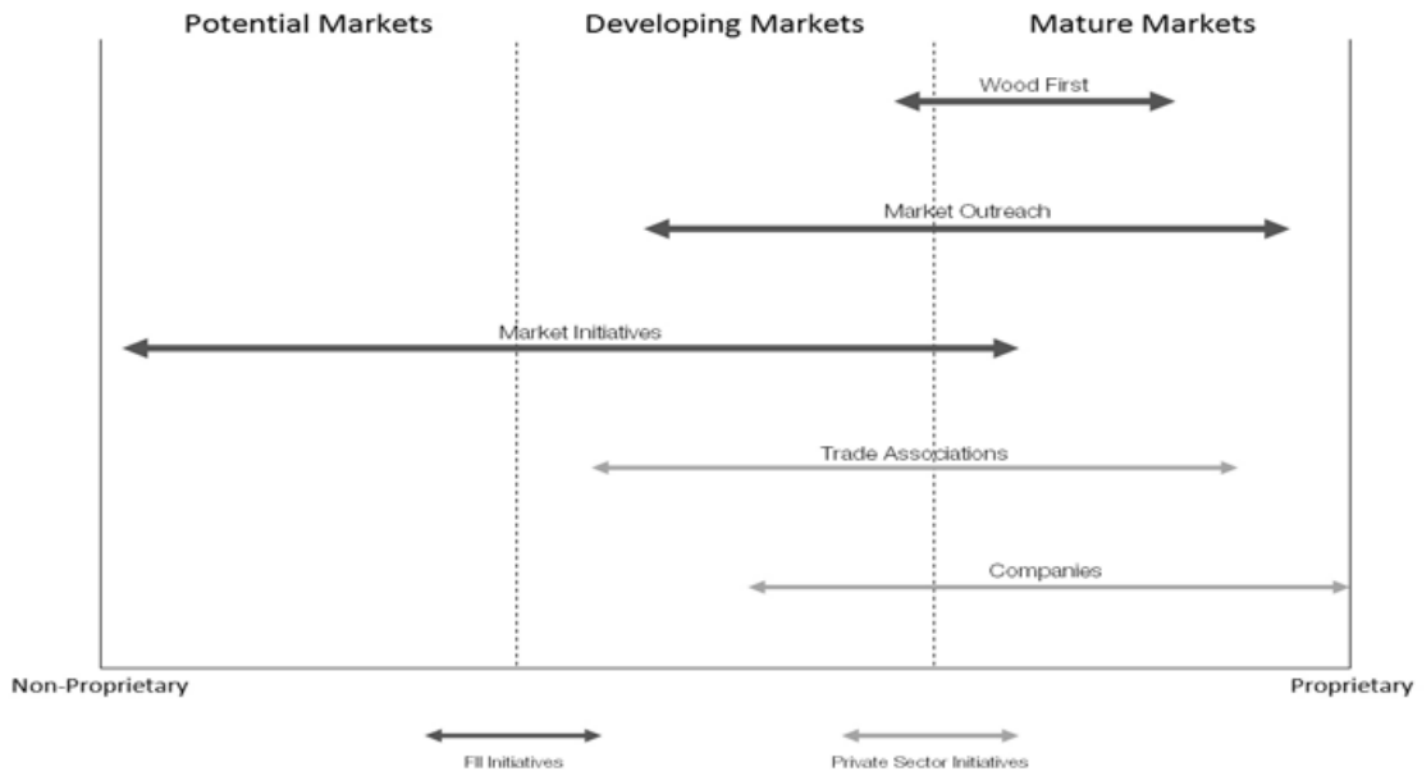 Potential Markets
Developing Markets
Mature Markets
Wood First
Market Outreach
Market Initiatives
Trade Associations
Companies
Non-Proprietary
Proprietary
FII Initiatives
Private Sector Initiatives